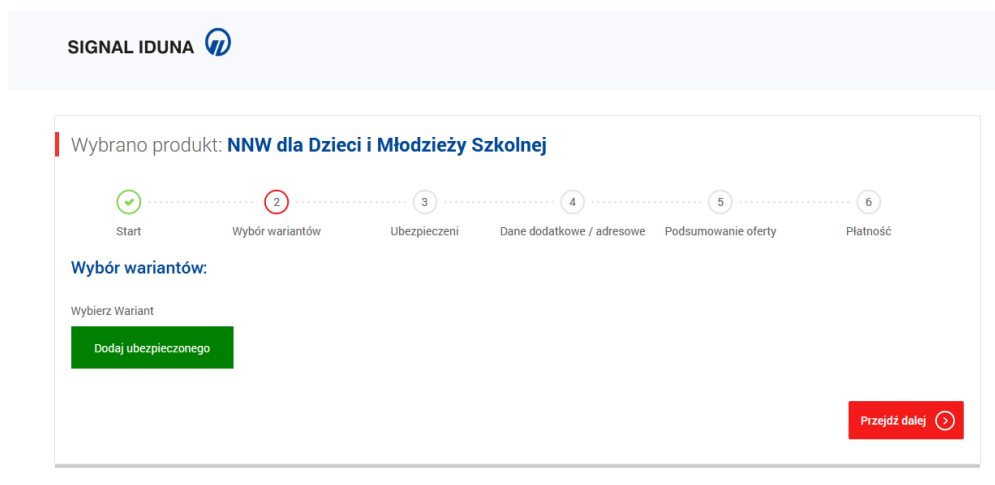 SIGNAL IDUNA
Wybrano produkt: NNW dla Dzieci i Młodzieży Szkolnej
2 3 4 5 6
Start Wybór wariantów Ubezpieczeni Dane dodatkowe / adresowe Podsumowanie oferty Płatność
Wybór wariantów:
Wybierz Wariant
Dodaj ubezpieczonego
Przejdź dalej